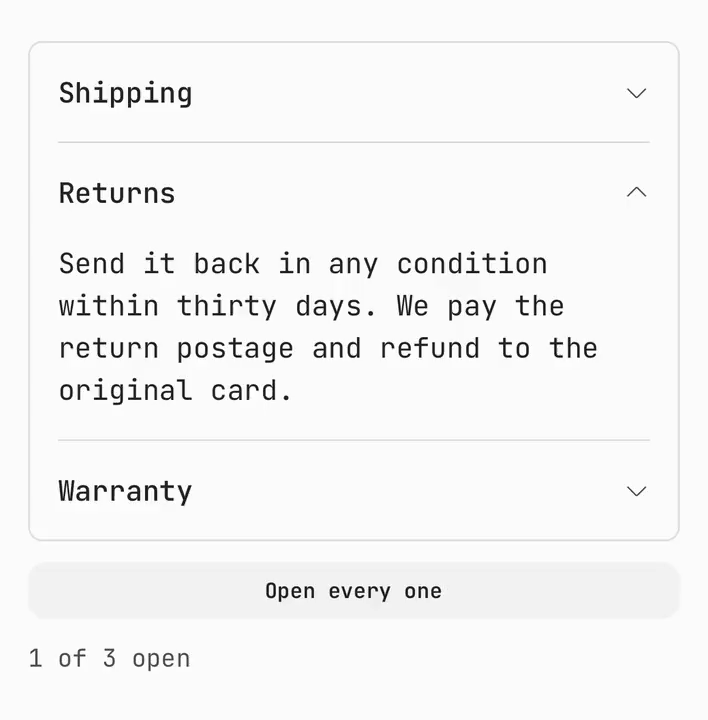 Shipping
Returns
Send it back in any condition
within thirty days. We pay the
return postage and refund to the
original card.
Warranty
Open every one
1 of 3 open